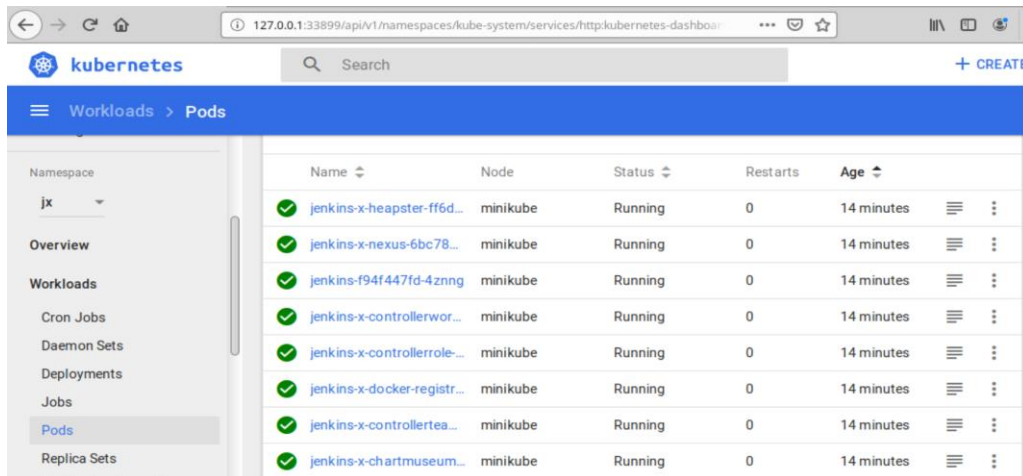 127.0.0.1:33899/api/v1/namespaces/kube-system/services/http:kubernetes-dashboar
kubernetes
Search
+ CREATE
Workloads > Pods
Namespace
jx
Overview
Workloads
Cron Jobs
Daemon Sets
Deployments
Jobs
Pods
Replica Sets
Name Node Status Restarts Age
jenkins-x-heapster-ff6d... minikube Running 0 14 minutes
jenkins-x-nexus-6bc78... minikube Running 0 14 minutes
jenkins-f94f447fd-4znng minikube Running 0 14 minutes
jenkins-x-controllerwor... minikube Running 0 14 minutes
jenkins-x-controllerrole-... minikube Running 0 14 minutes
jenkins-x-docker-registr... minikube Running 0 14 minutes
jenkins-x-controllertea... minikube Running 0 14 minutes
jenkins-x-chartmuseum... minikube Running 0 14 minutes